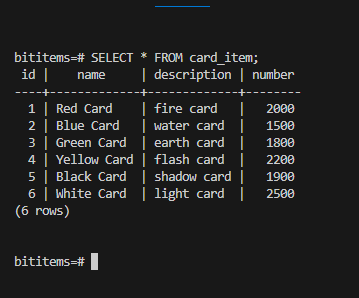 bititems=# SELECT * FROM card_item;
 id |    name     | description | number
----+-------------+-------------+--------
  1 | Red Card    | fire card   |   2000
  2 | Blue Card   | water card  |   1500
  3 | Green Card  | earth card  |   1800
  4 | Yellow Card | flash card  |   2200
  5 | Black Card  | shadow card |   1900
  6 | White Card  | light card  |   2500
(6 rows)
bititems=#